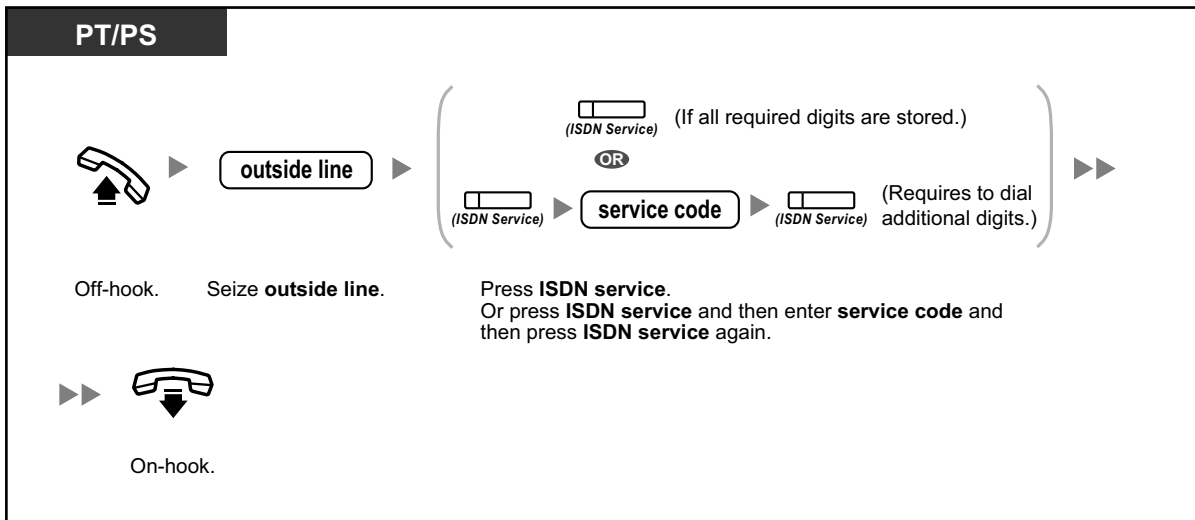 PT/PS
(ISDN Service)
(If all required digits are stored.)
OR
outside line
(ISDN Service)
service code
(ISDN Service)
(Requires to dial
additional digits.)
Off-hook.
Seize outside line.
Press ISDN service.
Or press ISDN service and then enter service code and
then press ISDN service again.
On-hook.